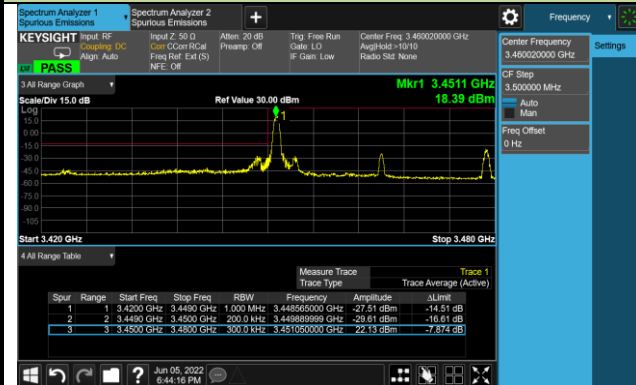 Spectrum Analyzer 1
Spurious Emissions
Spectrum Analyzer 2
Spurious Emissions
Frequency
KEYSIGHT
Input: RF
Coupling: DC
Align: Auto
Input Z: 50 Ω
Corr CCorr RCal
Freq Ref: Ext (S)
NFE: Off
Atten: 20 dB
Preamp: Off
Trig: Free Run
Gate: LO
IF Gain: Low
Center Freq: 3.460020000 GHz
Avg|Hold:>10/10
Radio Std: None
PASS
Center Frequency
3.460020000 GHz
Settings
CF Step
3.500000 MHz
Auto
Man
Freq Offset
0 Hz
3 All Range Graph
Mkr1 3.4511 GHz
18.39 dBm
Scale/Div 15.0 dB
Ref Value 30.00 dBm
Log
15.0
0.00
-15.0
-30.0
-45.0
-60.0
-75.0
-90.0
-105
1
Start 3.420 GHz
Stop 3.480 GHz
4 All Range Table
Measure Trace Trace 1
Trace Type Trace Average (Active)
Spur Range Start Freq Stop Freq RBW Frequency Amplitude ΔLimit
1 1 3.4200 GHz 3.4490 GHz 1.000 MHz 3.448565000 GHz -27.51 dBm -14.51 dB
2 2 3.4490 GHz 3.4500 GHz 200.0 kHz 3.449889999 GHz -29.61 dBm -16.61 dB
3 3 3.4500 GHz 3.4800 GHz 300.0 kHz 3.451050000 GHz 22.13 dBm -7.874 dB
Jun 05, 2022
6:44:16 PM